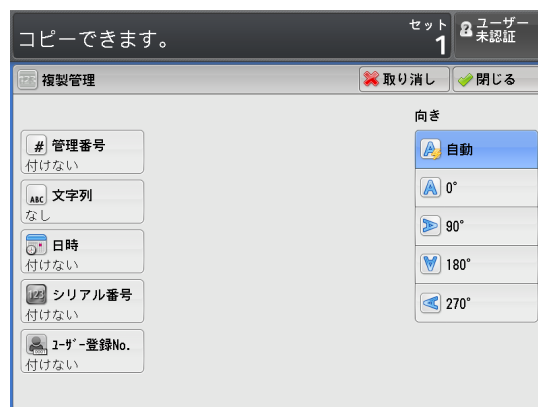 コピーできます。
セット
1
ユーザー
未認証
複製管理
取り消し
閉じる
向き
# 管理番号
付けない
自動
ABC 文字列
なし
0°
日時
付けない
90°
123 シリアル番号
付けない
180°
ﾕｰｻﾞｰ登録No.
付けない
270°